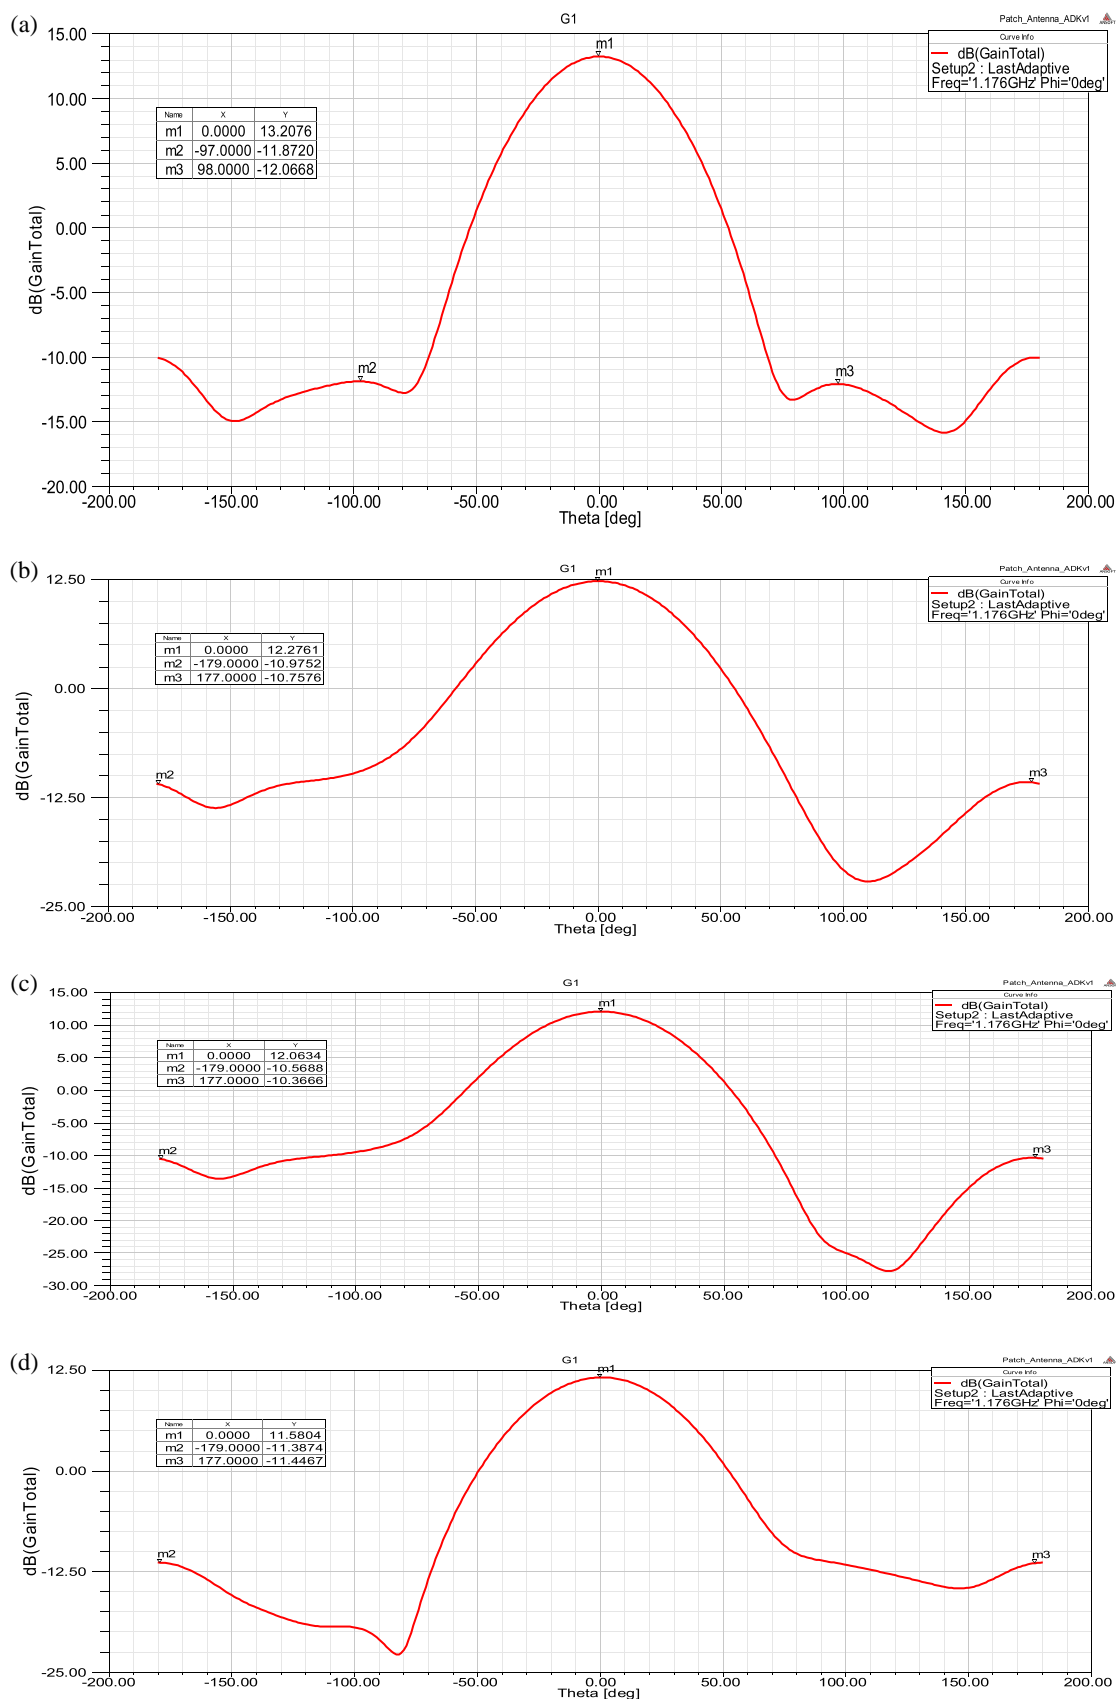 (a)
G1
Patch_Antenna_ADKv1
Curve Info
dB(GainTotal)
Setup2 : LastAdaptive
Freq='1.176GHz' Phi='0deg'
m1
Name X Y
m1 0.0000 13.2076
m2 -97.0000 -11.8720
m3 98.0000 -12.0668
15.00
10.00
5.00
0.00
-5.00
-10.00
-15.00
-20.00
dB(GainTotal)
m2
m3
-200.00 -150.00 -100.00 -50.00 0.00 50.00 100.00 150.00 200.00
Theta [deg]
(b)
G1
Patch_Antenna_ADKv1
Curve Info
dB(GainTotal)
Setup2 : LastAdaptive
Freq='1.176GHz' Phi='0deg'
m1
Name X Y
m1 0.0000 12.2761
m2 -179.0000 -10.9752
m3 177.0000 -10.7576
12.50
0.00
-12.50
-25.00
dB(GainTotal)
m2
m3
-200.00 -150.00 -100.00 -50.00 0.00 50.00 100.00 150.00 200.00
Theta [deg]
(c)
G1
Patch_Antenna_ADKv1
Curve Info
dB(GainTotal)
Setup2 : LastAdaptive
Freq='1.176GHz' Phi='0deg'
m1
Name X Y
m1 0.0000 12.0634
m2 -179.0000 -10.5688
m3 177.0000 -10.3666
15.00
10.00
5.00
0.00
-5.00
-10.00
-15.00
-20.00
-25.00
-30.00
dB(GainTotal)
m2
m3
-200.00 -150.00 -100.00 -50.00 0.00 50.00 100.00 150.00 200.00
Theta [deg]
(d)
G1
Patch_Antenna_ADKv1
Curve Info
dB(GainTotal)
Setup2 : LastAdaptive
Freq='1.176GHz' Phi='0deg'
m1
Name X Y
m1 0.0000 11.5804
m2 -179.0000 -11.3874
m3 177.0000 -11.4467
12.50
0.00
-12.50
-25.00
dB(GainTotal)
m2
m3
-200.00 -150.00 -100.00 -50.00 0.00 50.00 100.00 150.00 200.00
Theta [deg]